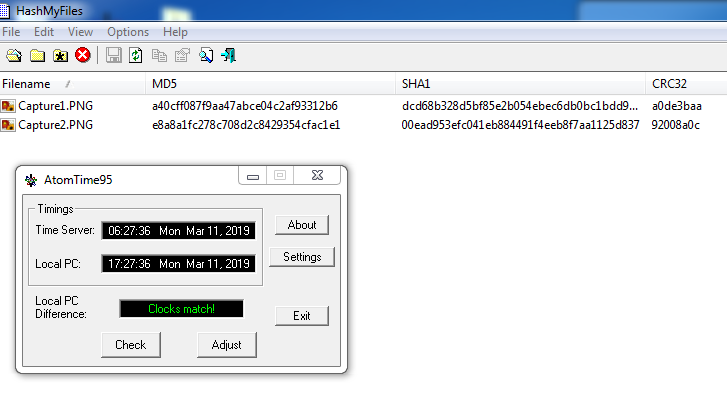 HashMyFiles
File Edit View Options Help
Filename / MD5 SHA1 CRC32
Capture1.PNG a40cff087f9aa47abce04c2af93312b6 dcd68b328d5bf85e2b054ebec6db0bc1bdd9... a0de3baa
Capture2.PNG e8a8a1fc278c708d2c8429354cfac1e1 00ead953efc041eb884491f4eeb8f7aa1125d837 92008a0c
AtomTime95
Timings
Time Server: 06:27:36 Mon Mar 11, 2019
About
Local PC: 17:27:36 Mon Mar 11, 2019
Settings
Local PC
Difference: Clocks match!
Exit
Check Adjust